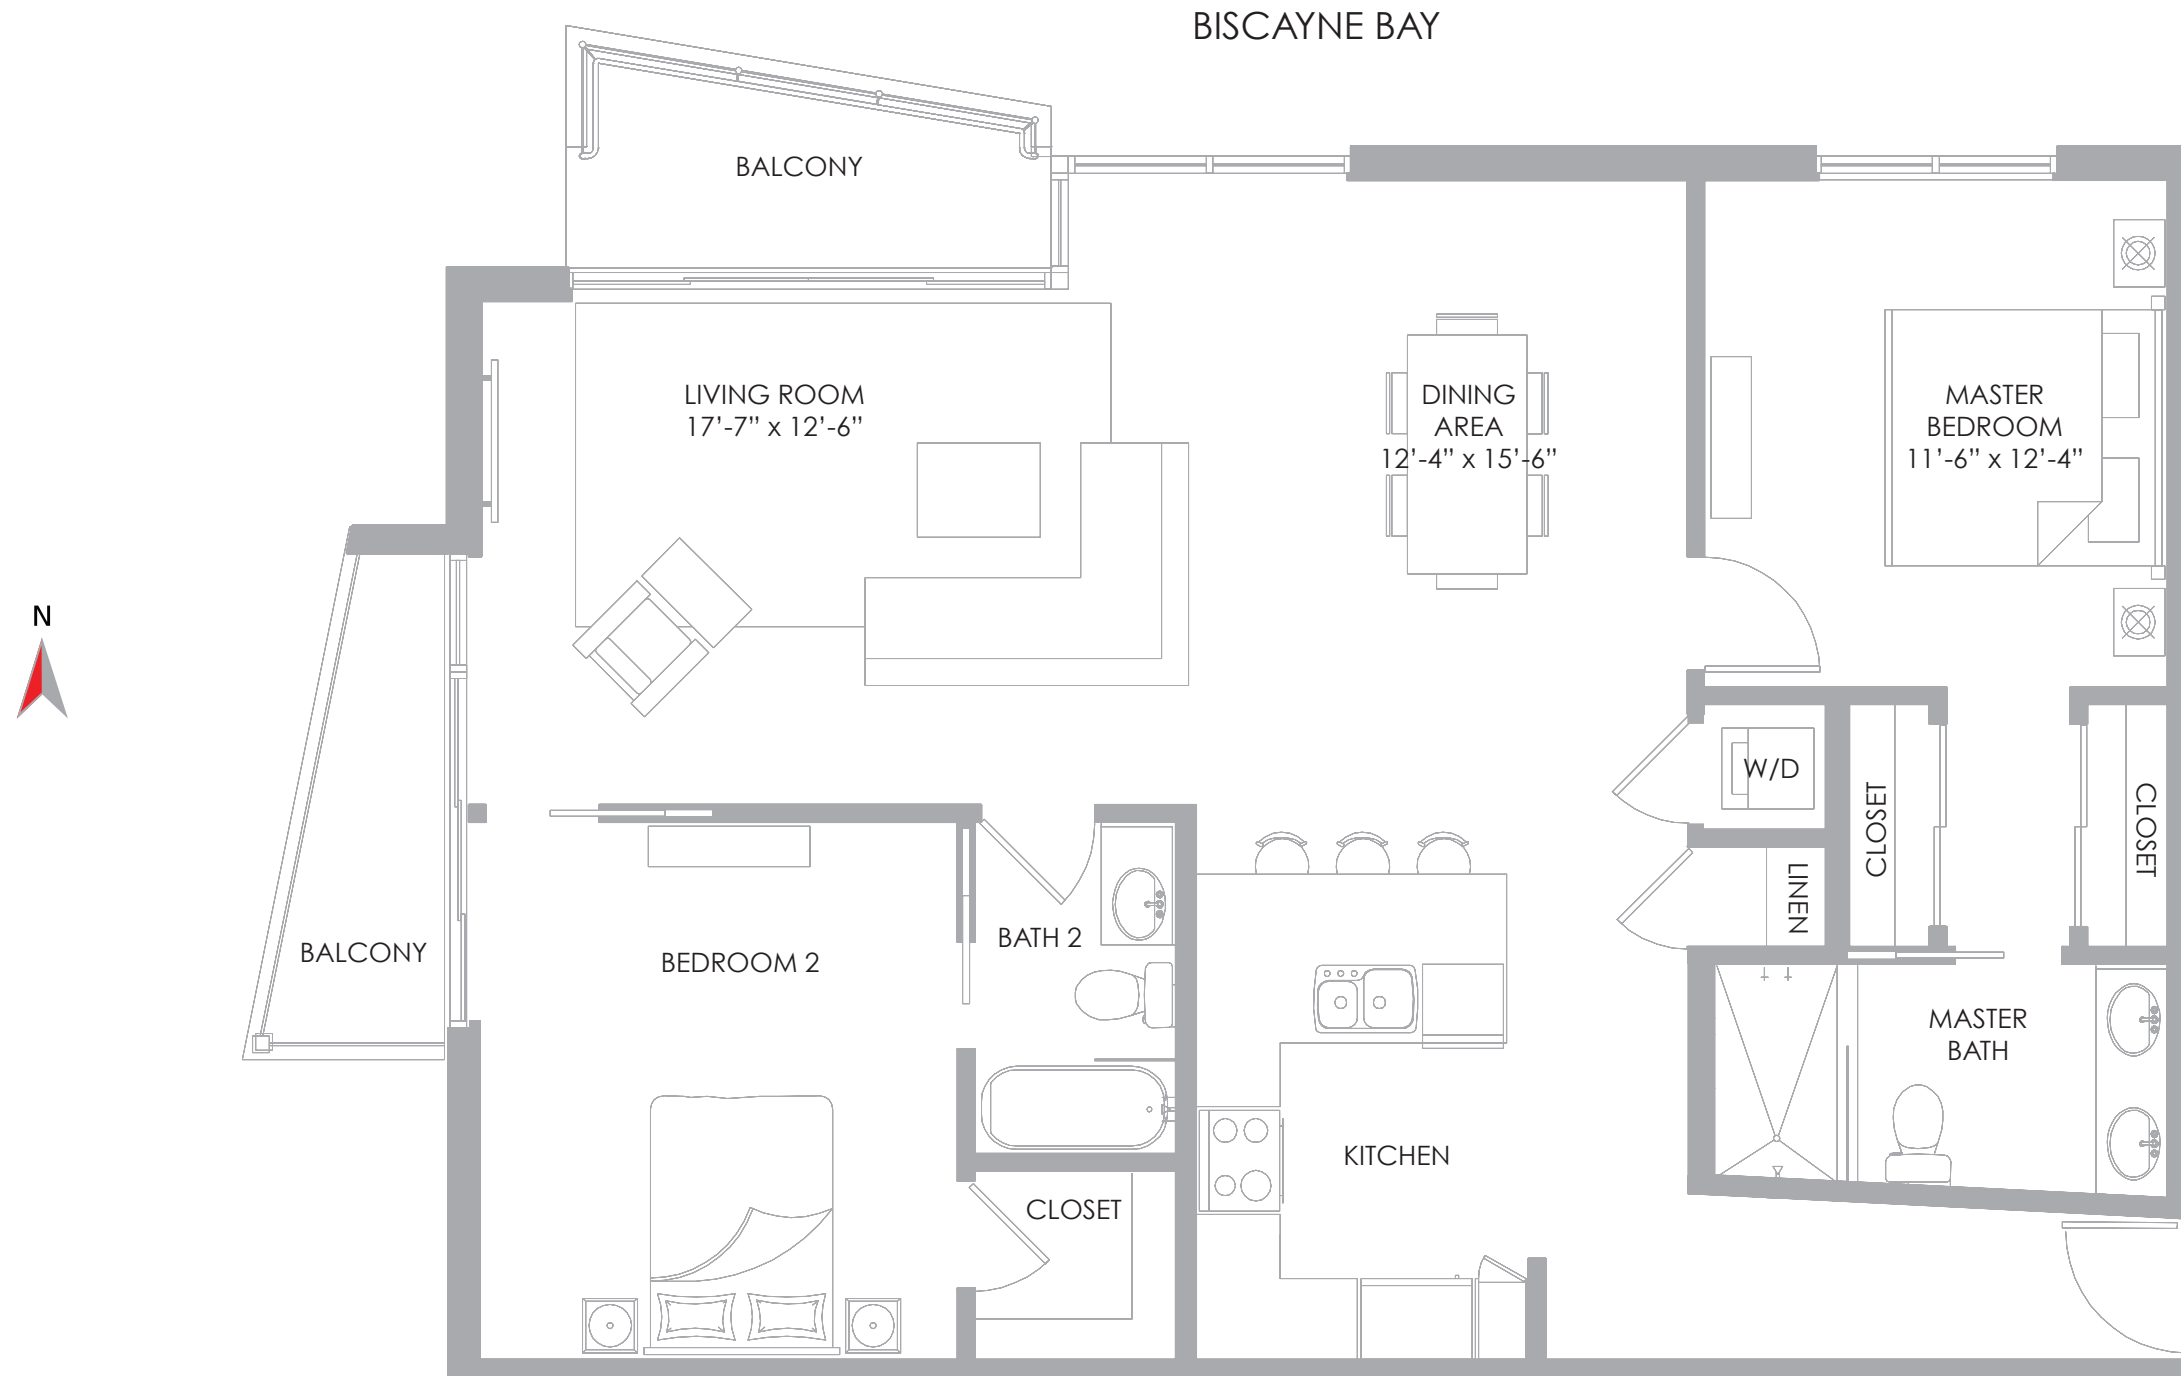 BISCAYNE BAY
BALCONY
LIVING ROOM
17’-7” x 12’-6”
DINING
AREA
12’-4” x 15’-6”
MASTER
BEDROOM
11’-6” x 12’-4”
N
W/D
CLOSET
CLOSET
LINEN
BALCONY
BEDROOM 2
BATH 2
MASTER
BATH
KITCHEN
CLOSET